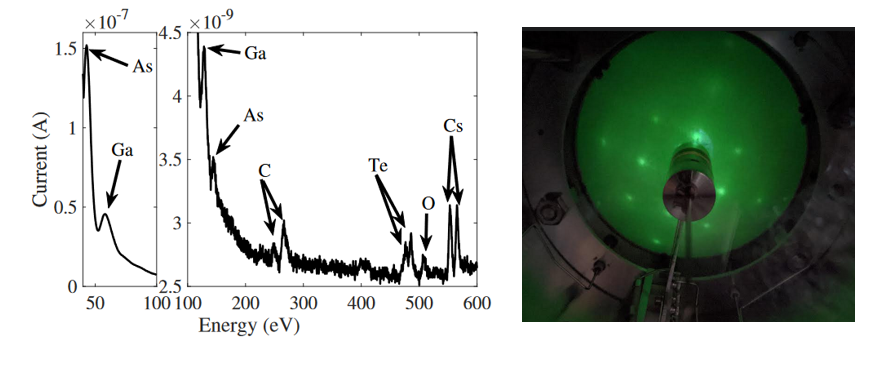 ×10⁻⁷
×10⁻⁹
Current (A)
1.5
1
0.5
0
50
100
As
Ga
4.5
4
3.5
3
2.5
100
200
300
400
500
600
Ga
As
C
Te
O
Cs
Energy (eV)